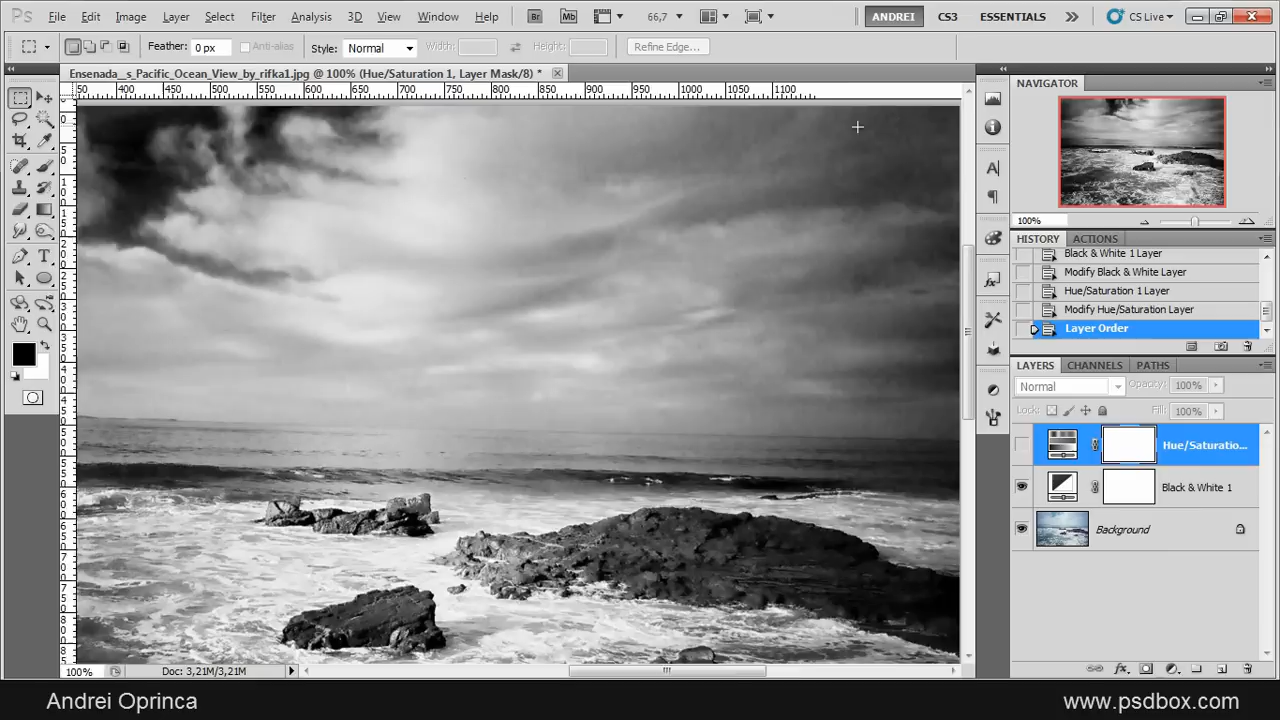 Ps File Edit Image Layer Select Filter Analysis 3D View Window Help Br Mb 66,7 ANDREI CS3 ESSENTIALS CS Live
Feather: 0 px Anti-alias Style: Normal Width: Height: Refine Edge...
Ensenada__s_Pacific_Ocean_View_by_rifka1.jpg @ 100% (Hue/Saturation 1, Layer Mask/8) *
50 400 450 500 550 600 650 700 750 800 850 900 950 1000 1050 1100
NAVIGATOR
100%
HISTORY ACTIONS
Black & White 1 Layer
Modify Black & White Layer
Hue/Saturation 1 Layer
Modify Hue/Saturation Layer
Layer Order
LAYERS CHANNELS PATHS
Normal Opacity: 100%
Lock: Fill: 100%
Hue/Saturatio...
Black & White 1
Background
100% Doc: 3,21M/3,21M
Andrei Oprinca www.psdbox.com